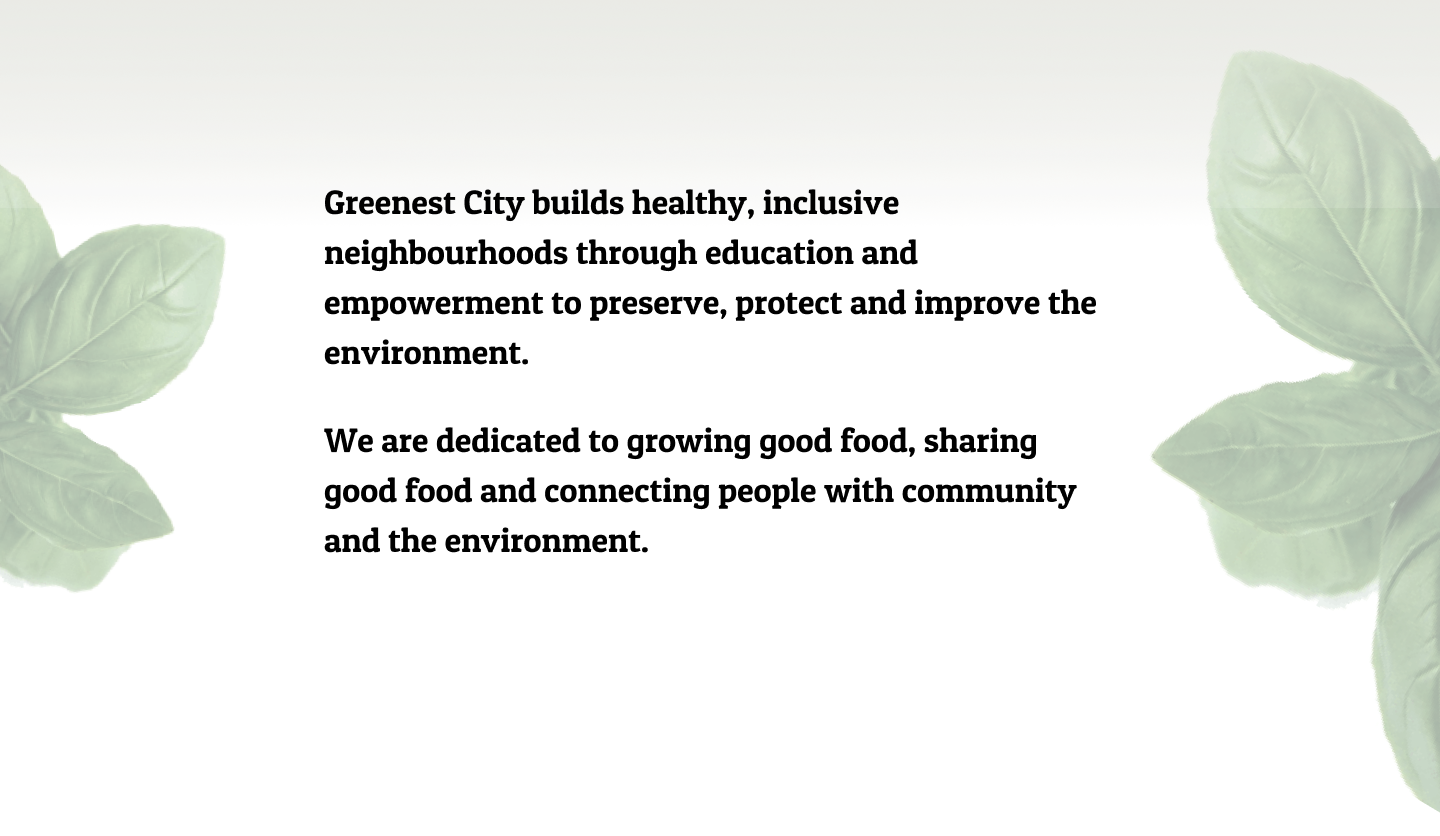 Greenest City builds healthy, inclusive
neighbourhoods through education and
empowerment to preserve, protect and improve the
environment.
We are dedicated to growing good food, sharing
good food and connecting people with community
and the environment.